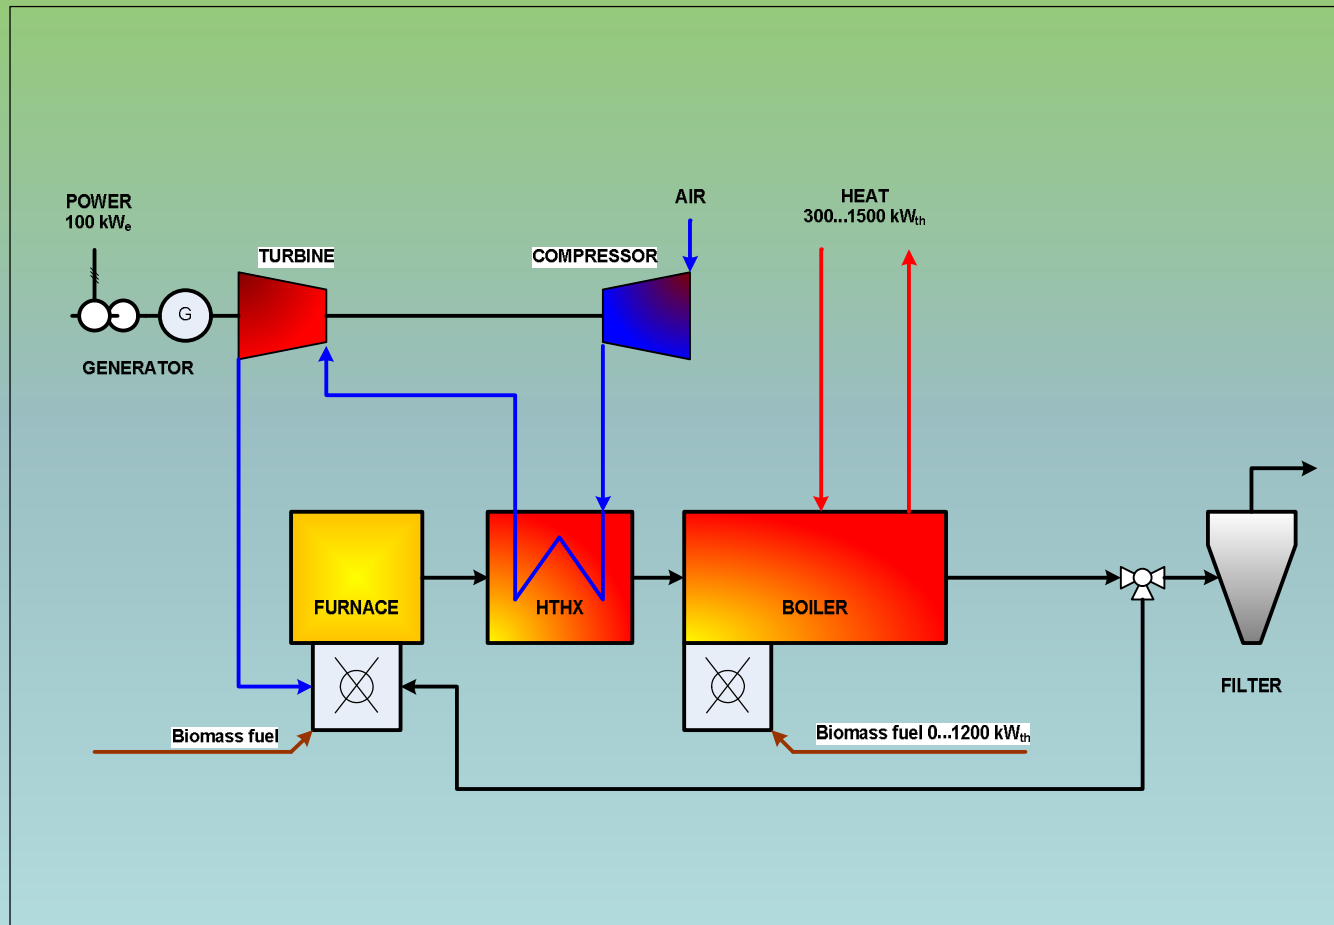 POWER
100 kWe
AIR
HEAT
300...1500 kWth
TURBINE
COMPRESSOR
G
GENERATOR
FURNACE
HTHX
BOILER
FILTER
Biomass fuel
Biomass fuel 0...1200 kWth